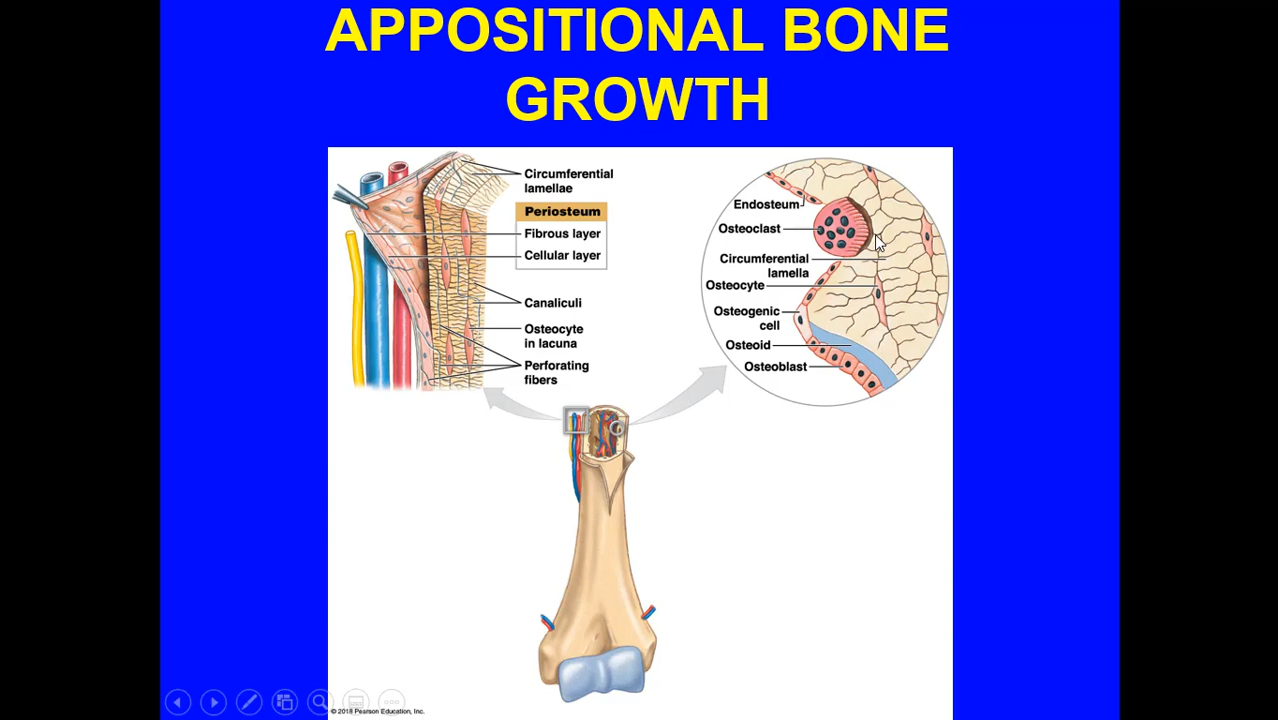 APPOSITIONAL BONE
GROWTH
Circumferential
lamellae
Periosteum
Fibrous layer
Cellular layer
Canaliculi
Osteocyte
in lacuna
Perforating
fibers
Endosteum
Osteoclast
Circumferential
lamella
Osteocyte
Osteogenic
cell
Osteoid
Osteoblast
© 2018 Pearson Education, Inc.